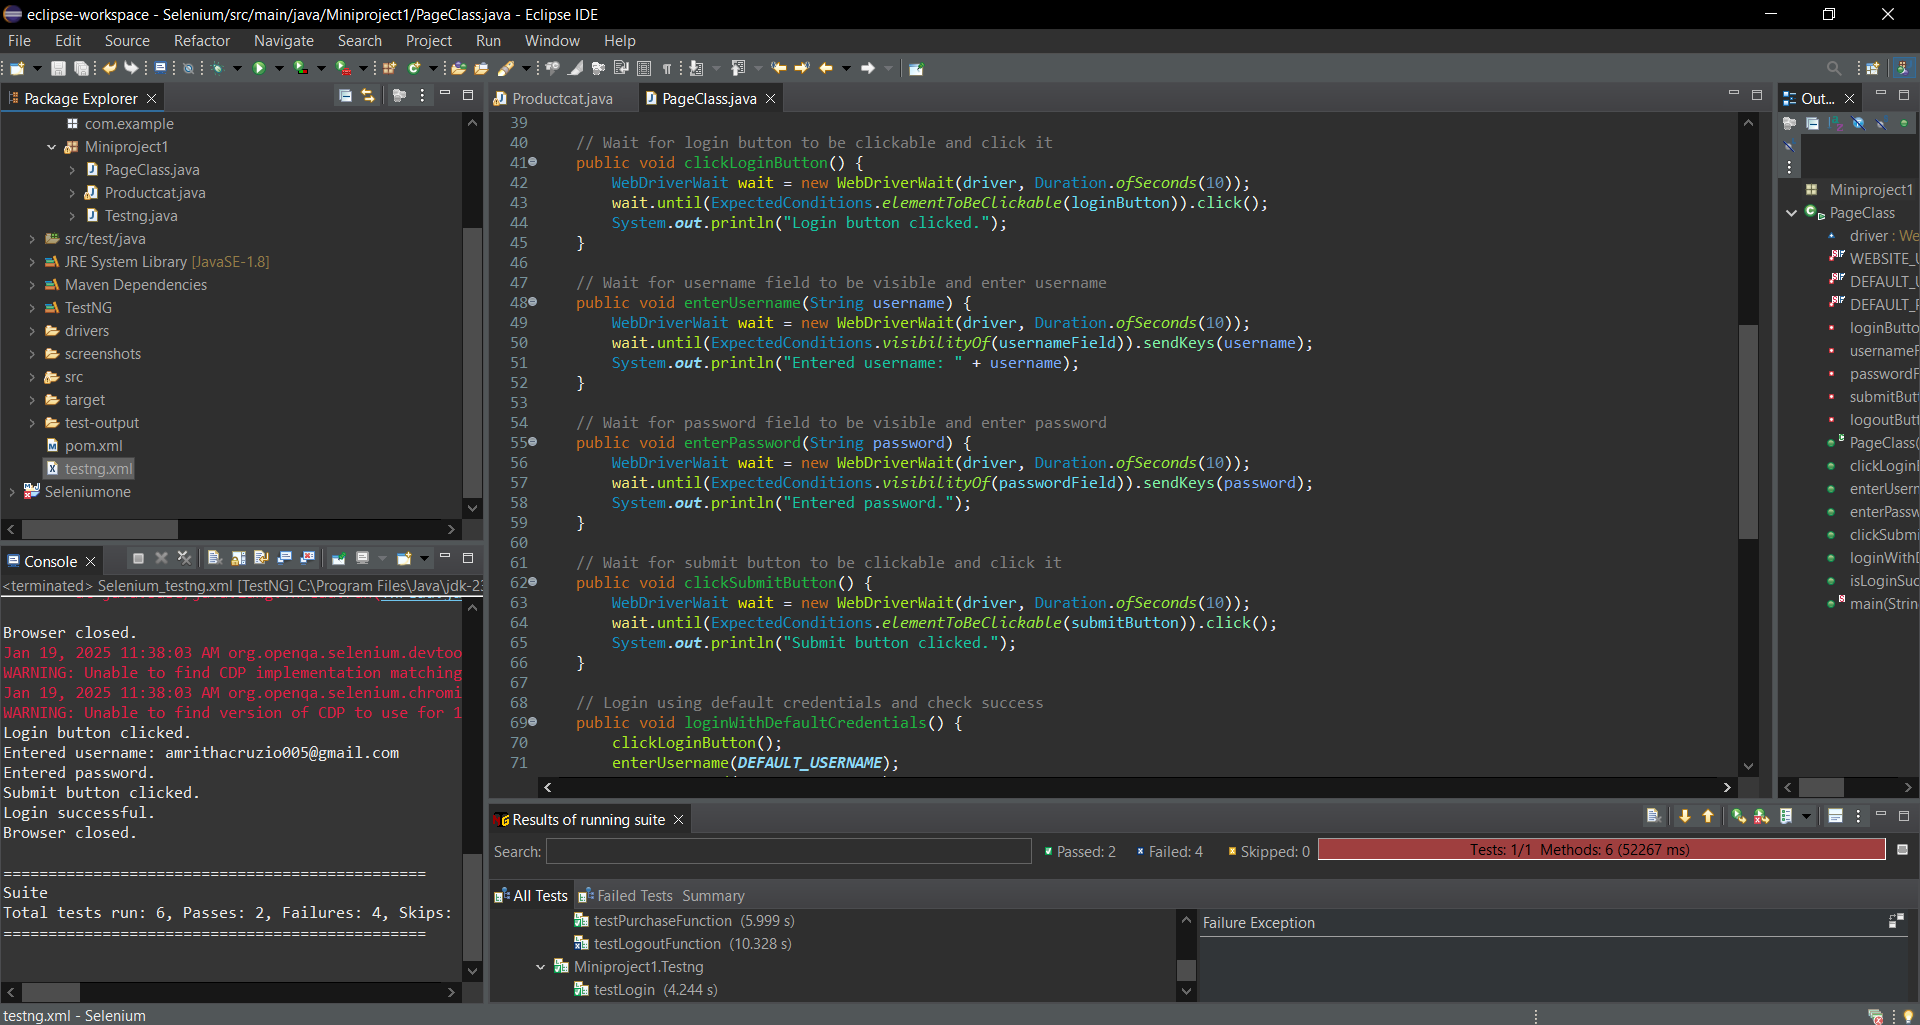 eclipse-workspace - Selenium/src/main/java/Miniproject1/PageClass.java - Eclipse IDE
File Edit Source Refactor Navigate Search Project Run Window Help
Package Explorer
com.example
Miniproject1
PageClass.java
Productcat.java
Testng.java
src/test/java
JRE System Library [JavaSE-1.8]
Maven Dependencies
TestNG
drivers
screenshots
src
target
test-output
pom.xml
testng.xml
Seleniumone
Productcat.java
PageClass.java
39
40 // Wait for login button to be clickable and click it
41 public void clickLoginButton() {
42 WebDriverWait wait = new WebDriverWait(driver, Duration.ofSeconds(10));
43 wait.until(ExpectedConditions.elementToBeClickable(loginButton)).click();
44 System.out.println("Login button clicked.");
45 }
46
47 // Wait for username field to be visible and enter username
48 public void enterUsername(String username) {
49 WebDriverWait wait = new WebDriverWait(driver, Duration.ofSeconds(10));
50 wait.until(ExpectedConditions.visibilityOf(usernameField)).sendKeys(username);
51 System.out.println("Entered username: " + username);
52 }
53
54 // Wait for password field to be visible and enter password
55 public void enterPassword(String password) {
56 WebDriverWait wait = new WebDriverWait(driver, Duration.ofSeconds(10));
57 wait.until(ExpectedConditions.visibilityOf(passwordField)).sendKeys(password);
58 System.out.println("Entered password.");
59 }
60
61 // Wait for submit button to be clickable and click it
62 public void clickSubmitButton() {
63 WebDriverWait wait = new WebDriverWait(driver, Duration.ofSeconds(10));
64 wait.until(ExpectedConditions.elementToBeClickable(submitButton)).click();
65 System.out.println("Submit button clicked.");
66 }
67
68 // Login using default credentials and check success
69 public void loginWithDefaultCredentials() {
70 clickLoginButton();
71 enterUsername(DEFAULT_USERNAME);
Out...
Miniproject1
PageClass
driver : We
WEBSITE_U
DEFAULT_U
DEFAULT_P
loginButto
usernameF
passwordF
submitButt
logoutButt
PageClass(
clickLoginI
enterUsern
enterPassw
clickSubmi
loginWithD
isLoginSuc
main(Strin
Console
<terminated> Selenium_testng.xml [TestNG] C:\Program Files\Java\jdk-23
Browser closed.
Jan 19, 2025 11:38:03 AM org.openqa.selenium.devtoo
WARNING: Unable to find CDP implementation matching
Jan 19, 2025 11:38:03 AM org.openqa.selenium.chromi
WARNING: Unable to find version of CDP to use for 1
Login button clicked.
Entered username: amrithacruzio005@gmail.com
Entered password.
Submit button clicked.
Login successful.
Browser closed.
===============================================
Suite
Total tests run: 6, Passes: 2, Failures: 4, Skips:
===============================================
Results of running suite
Search:
Passed: 2 Failed: 4 Skipped: 0
Tests: 1/1 Methods: 6 (52267 ms)
All Tests Failed Tests Summary
testPurchaseFunction (5.999 s)
testLogoutFunction (10.328 s)
Miniproject1.Testng
testLogin (4.244 s)
Failure Exception
testng.xml - Selenium